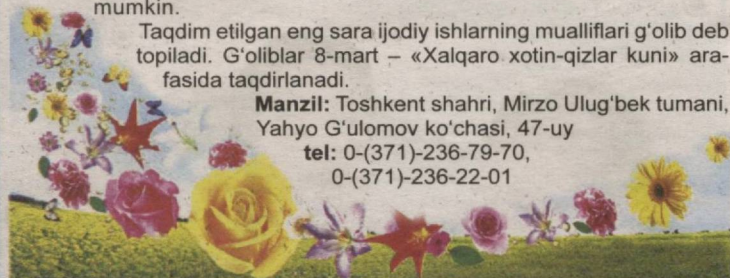 mumkin.
Taqdim etilgan eng sara ijodiy ishlarning mualliflari g‘olib deb
topiladi. G‘oliblar 8-mart – «Xalqaro xotin-qizlar kuni» ara-
fasida taqdirlanadi.
Manzil: Toshkent shahri, Mirzo Ulug‘bek tumani,
Yahyo G‘ulomov ko‘chasi, 47-uy
tel: 0-(371)-236-79-70,
0-(371)-236-22-01